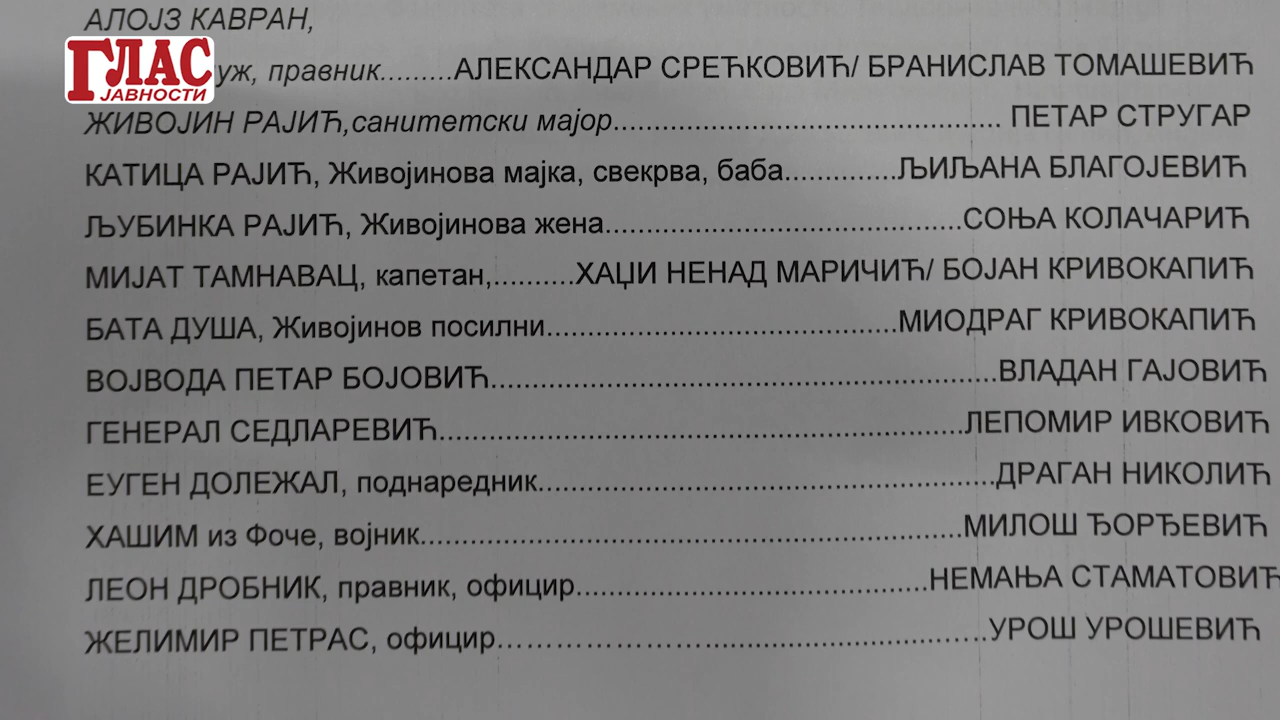 АЛОЈЗ КАВРАН,
ГЛАС
ЈАВНОСТИ
уж, правник.........АЛЕКСАНДАР СРЕЋКОВИЋ/ БРАНИСЛАВ ТОМАШЕВИЋ
ЖИВОЈИН РАЈИЋ,санитетски мајор............................................... ПЕТАР СТРУГАР
КАТИЦА РАЈИЋ, Живојинова мајка, свекрва, баба..............ЉИЉАНА БЛАГОЈЕВИЋ
ЉУБИНКА РАЈИЋ, Живојинова жена...........................................СОЊА КОЛАЧАРИЋ
МИЈАТ ТАМНАВАЦ, капетан,..........ХАЏИ НЕНАД МАРИЧИЋ/ БОЈАН КРИВОКАПИЋ
БАТА ДУША, Живојинов посилни..........................................МИОДРАГ КРИВОКАПИЋ
ВОЈВОДА ПЕТАР БОЈОВИЋ.............................................................ВЛАДАН ГАЈОВИЋ
ГЕНЕРАЛ СЕДЛАРЕВИЋ...............................................................ЛЕПОМИР ИВКОВИЋ
ЕУГЕН ДОЛЕЖАЛ, поднаредник.......................................................ДРАГАН НИКОЛИЋ
ХАШИМ из Фоче, војник..................................................................МИЛОШ ЂОРЂЕВИЋ
ЛЕОН ДРОБНИК, правник, официр...........................................НЕМАЊА СТАМАТОВИЋ
ЖЕЛИМИР ПЕТРАС, официр……………………....................................УРОШ УРОШЕВИЋ